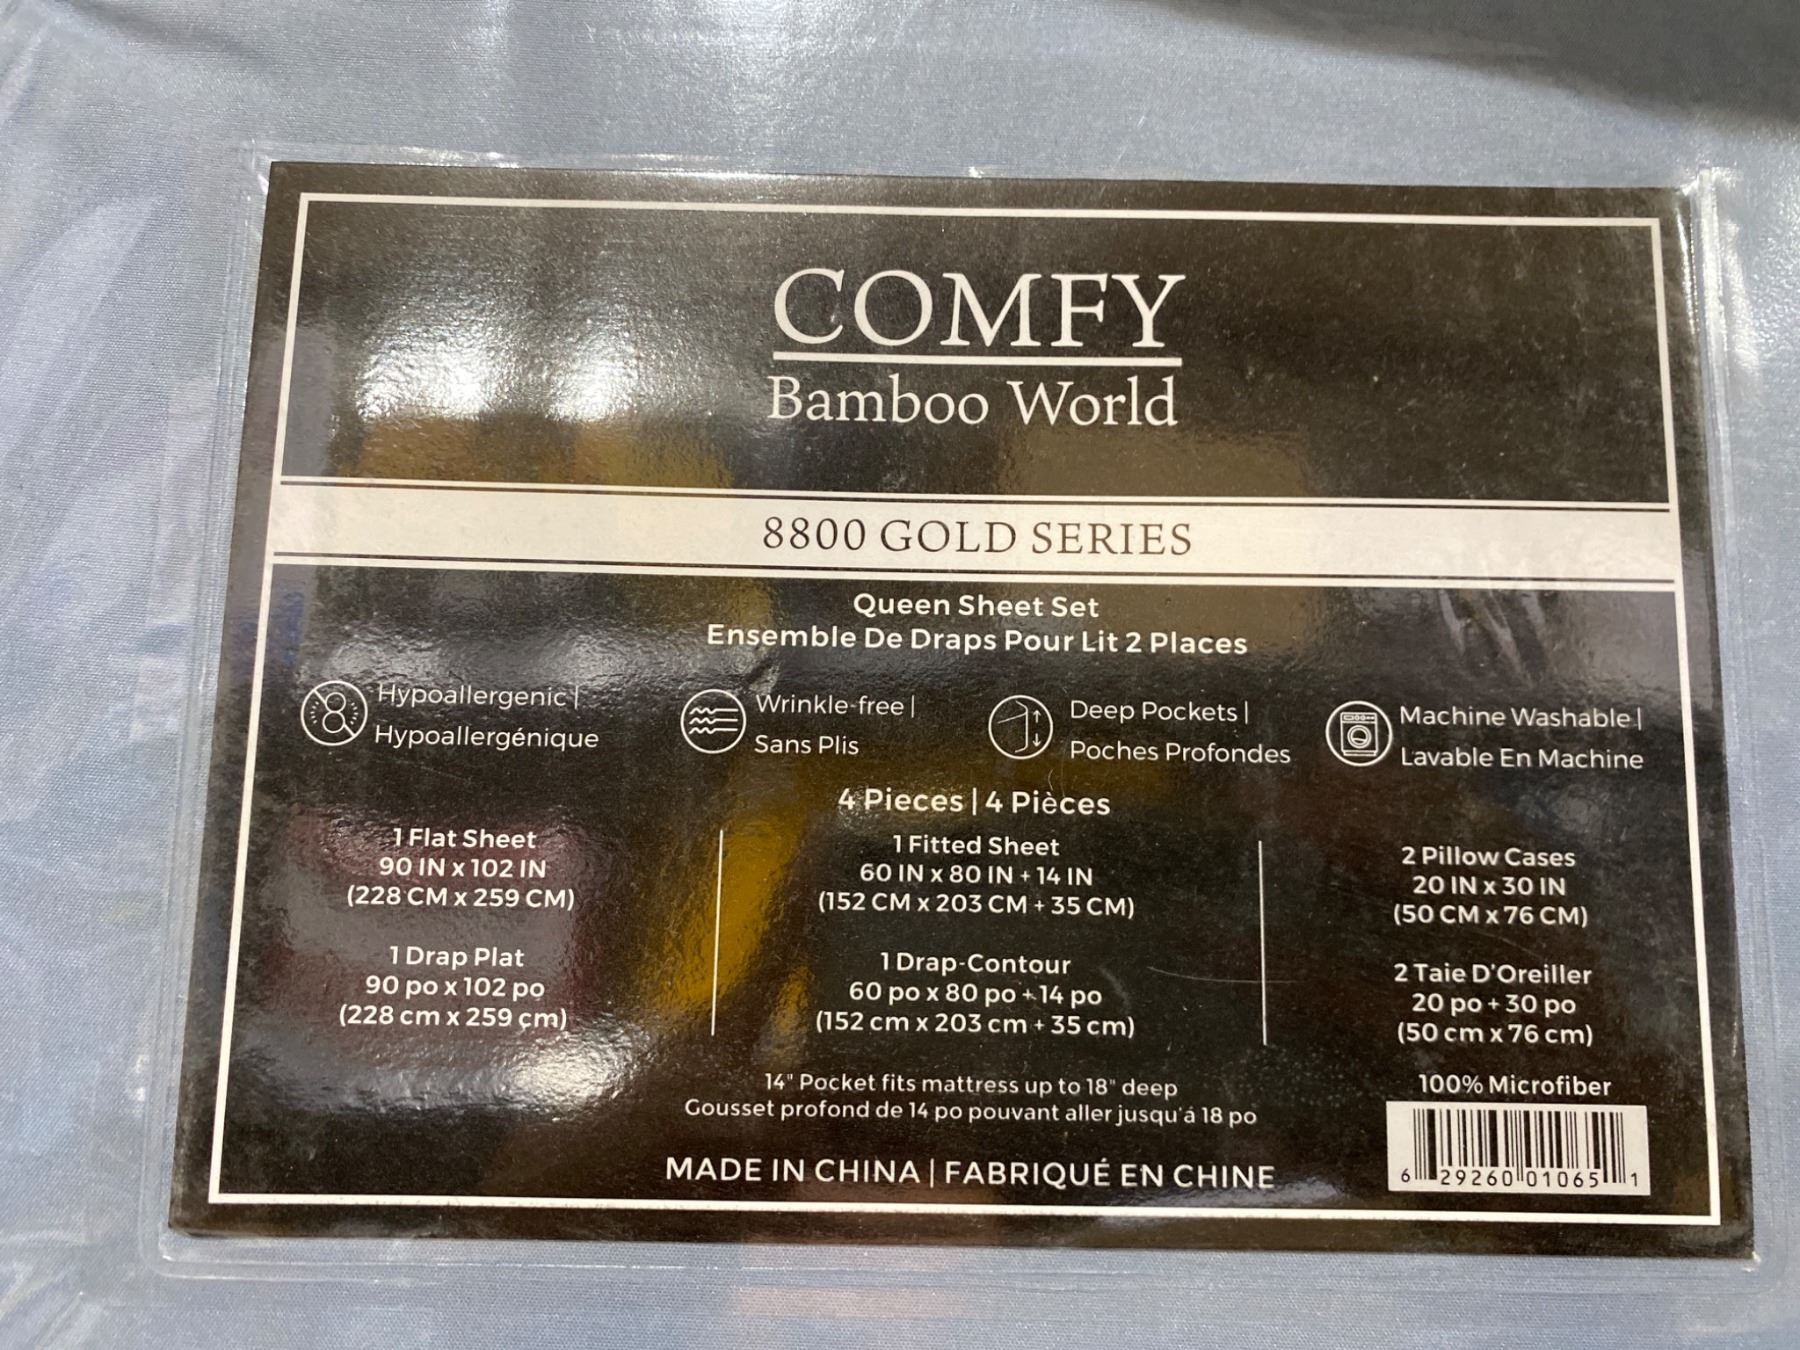 COMFY
Bamboo World
8800 GOLD SERIES
Queen Sheet Set
Ensemble De Draps Pour Lit 2 Places
Hypoallergenic |
Hypoallergénique
Wrinkle-free |
Sans Plis
Deep Pockets |
Poches Profondes
Machine Washable |
Lavable En Machine
4 Pieces | 4 Pièces
1 Flat Sheet
90 IN x 102 IN
(228 CM x 259 CM)
1 Drap Plat
90 po x 102 po
(228 cm x 259 cm)
1 Fitted Sheet
60 IN x 80 IN + 14 IN
(152 CM x 203 CM + 35 CM)
1 Drap-Contour
60 po x 80 po + 14 po
(152 cm x 203 cm + 35 cm)
2 Pillow Cases
20 IN x 30 IN
(50 CM x 76 CM)
2 Taie D'Oreiller
20 po + 30 po
(50 cm x 76 cm)
14" Pocket fits mattress up to 18" deep
Gousset profond de 14 po pouvant aller jusqu'á 18 po
100% Microfiber
6 29260 01065 1
MADE IN CHINA | FABRIQUÉ EN CHINE